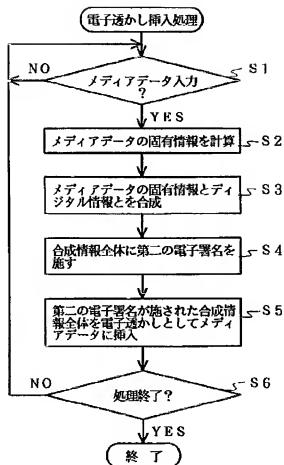 電子透かし挿入処理
NO
メディアデータ入力
?
S1
YES
メディアデータの固有情報を計算
S2
メディアデータの固有情報とディ
ジタル情報とを合成
S3
合成情報全体に第二の電子署名を
施す
S4
第二の電子署名が施された合成情
報全体を電子透かしとしてメディ
アデータに挿入
S5
NO
処理終了?
S6
YES
終了